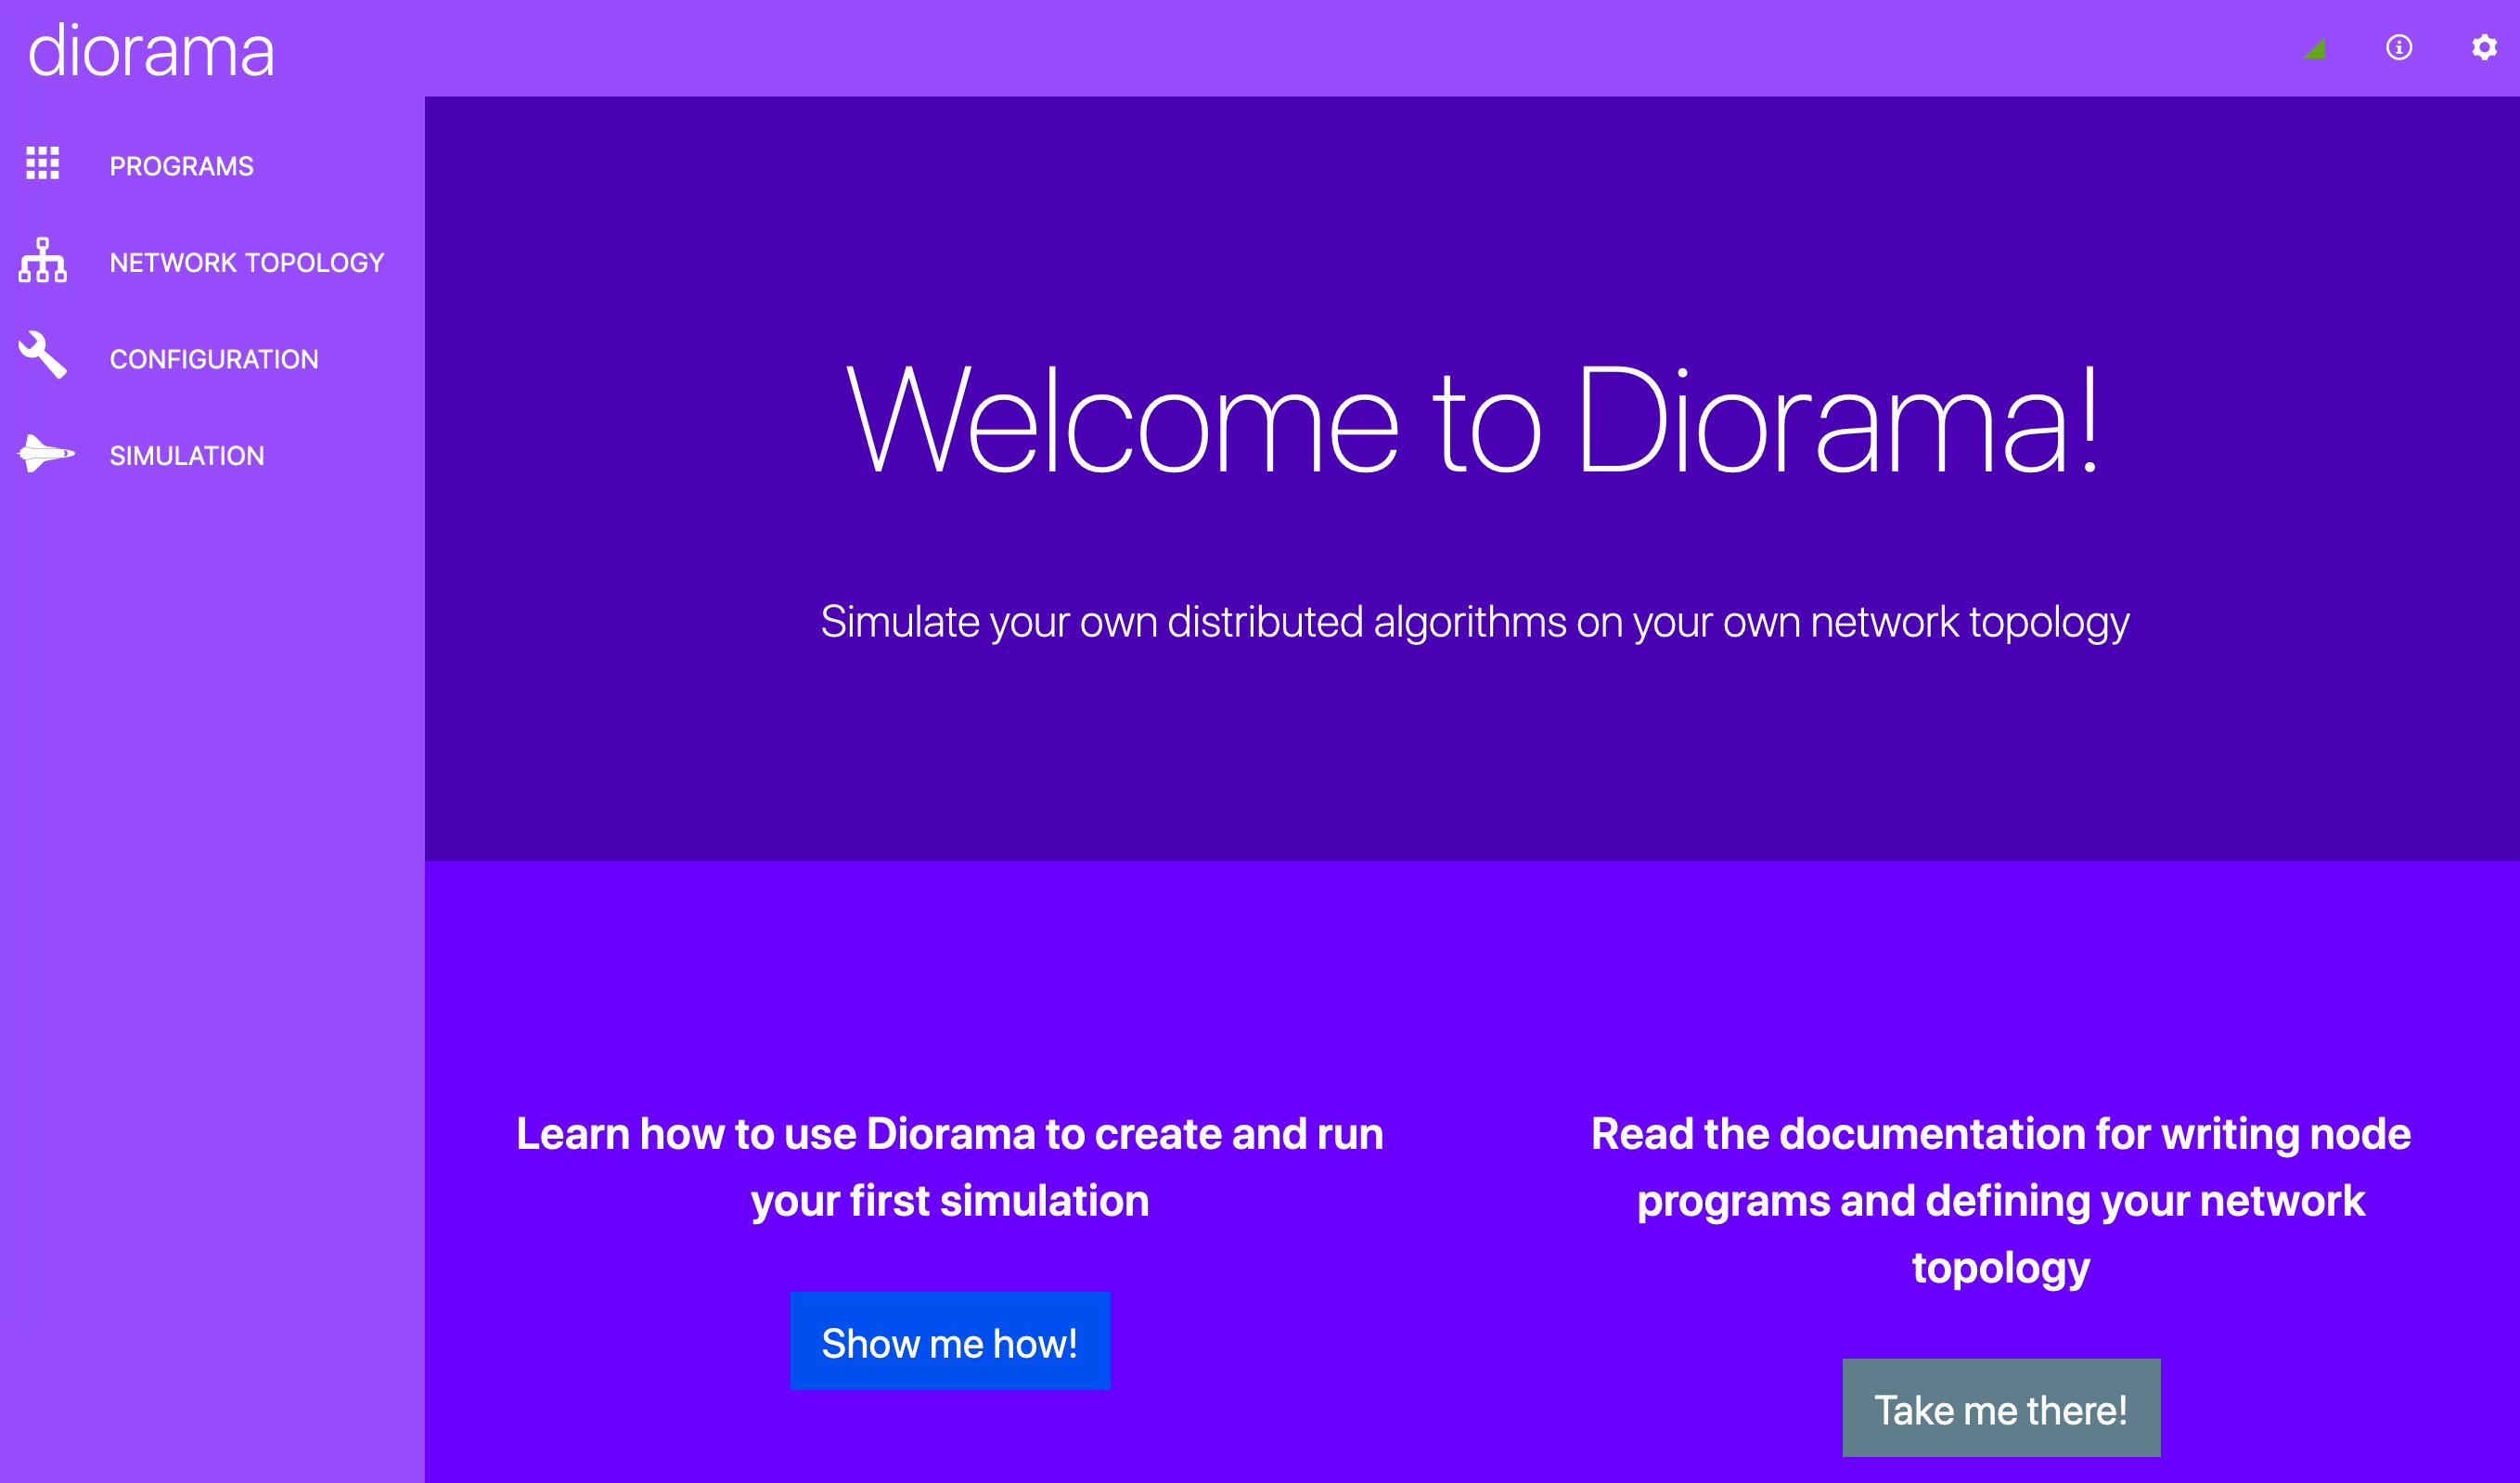 diorama
PROGRAMS
NETWORK TOPOLOGY
CONFIGURATION
SIMULATION
Welcome to Diorama!
Simulate your own distributed algorithms on your own network topology
Learn how to use Diorama to create and run
your first simulation
Show me how!
Read the documentation for writing node
programs and defining your network
topology
Take me there!